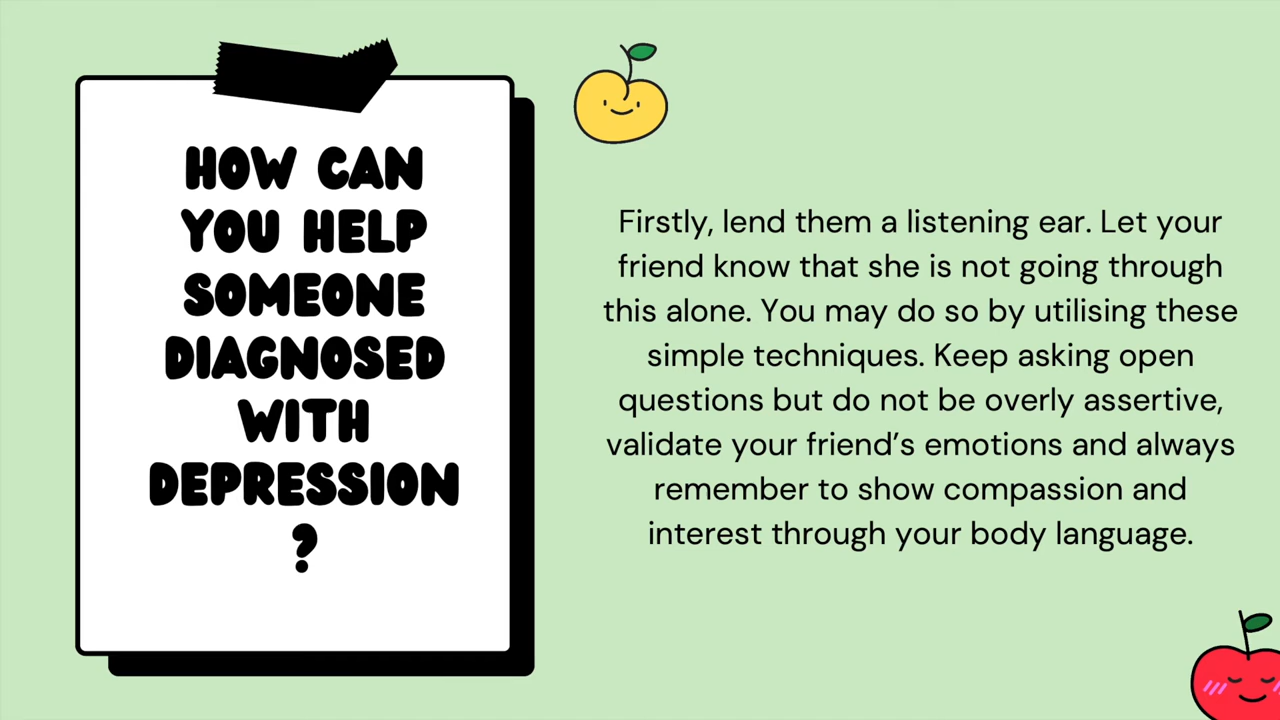 HOW CAN
YOU HELP
SOMEONE
DIAGNOSED
WITH
DEPRESSION
?
Firstly, lend them a listening ear. Let your
friend know that she is not going through
this alone. You may do so by utilising these
simple techniques. Keep asking open
questions but do not be overly assertive,
validate your friend's emotions and always
remember to show compassion and
interest through your body language.